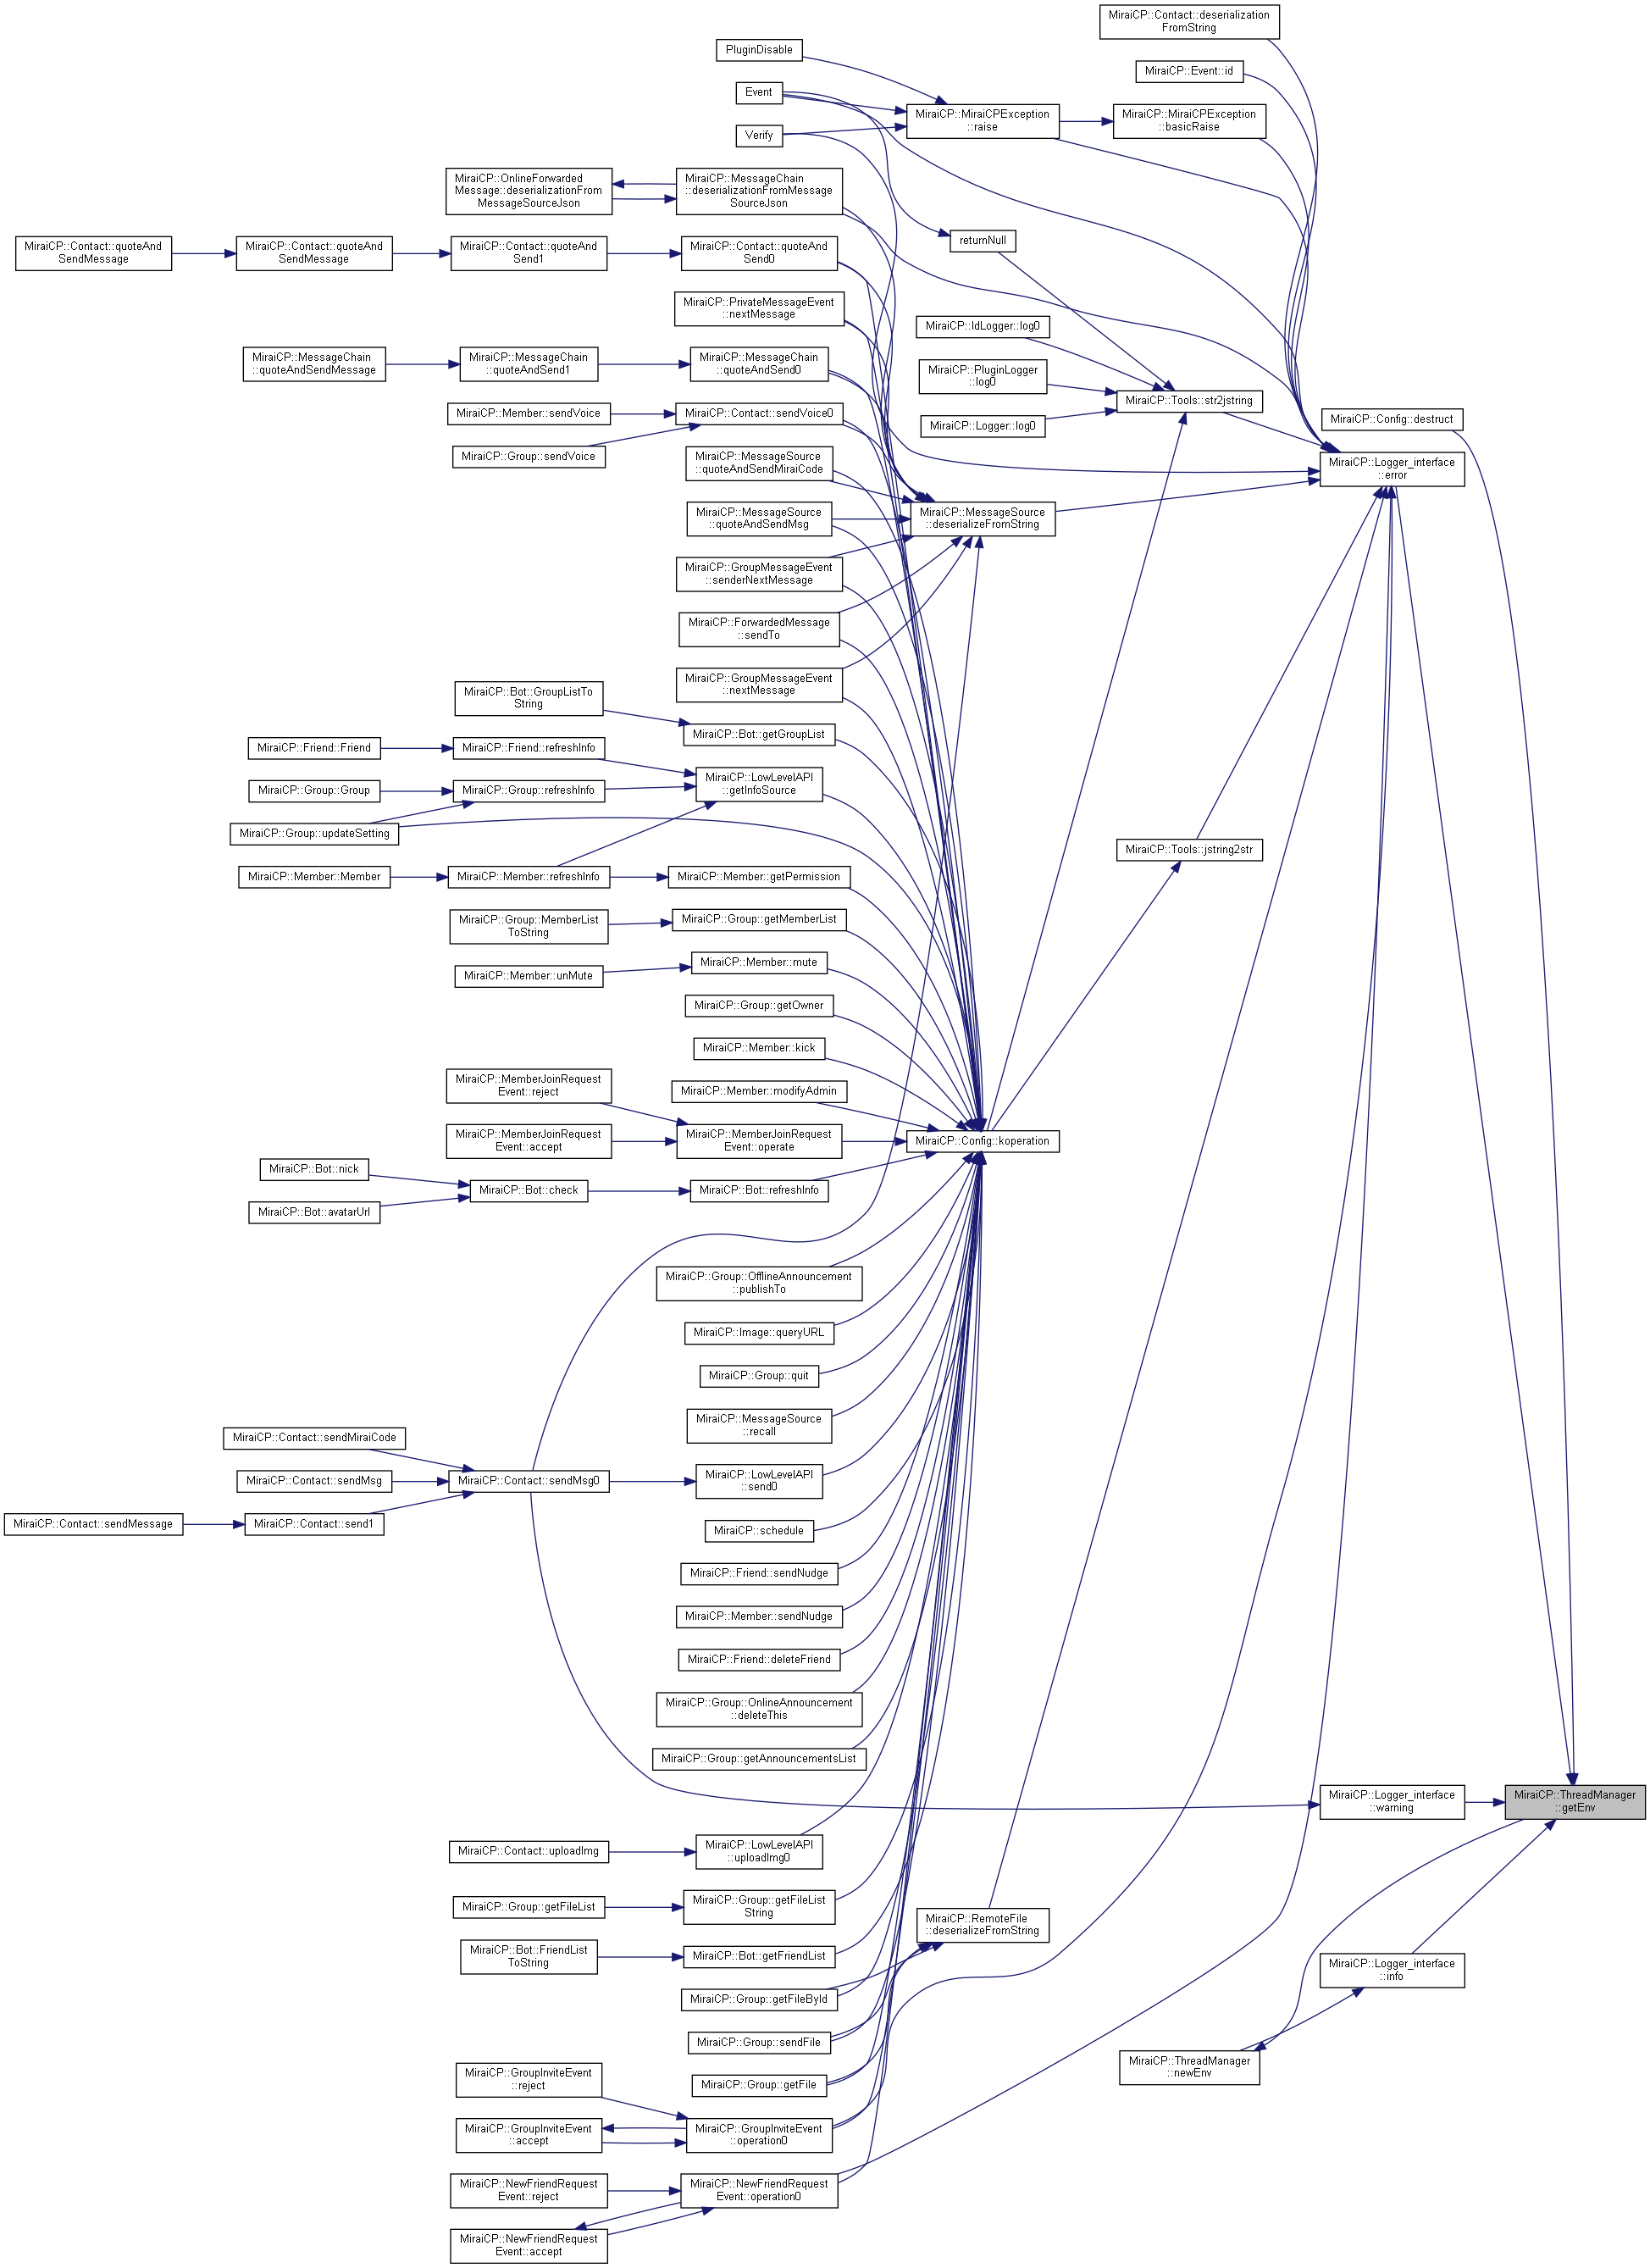 MiraiCP::Contact::deserialization
FromString
PluginDisable
MiraiCP::Event::id
Event
MiraiCP::MiraiCPException
::raise
MiraiCP::MiraiCPException
::basicRaise
Verify
MiraiCP::OnlineForwarded
Message::deserializationFrom
MessageSourceJson
MiraiCP::MessageChain
::deserializationFromMessage
SourceJson
returnNull
MiraiCP::Contact::quoteAnd
SendMessage
MiraiCP::Contact::quoteAnd
SendMessage
MiraiCP::Contact::quoteAnd
Send1
MiraiCP::Contact::quoteAnd
Send0
MiraiCP::PrivateMessageEvent
::nextMessage
MiraiCP::IdLogger::log0
MiraiCP::MessageChain
::quoteAndSendMessage
MiraiCP::MessageChain
::quoteAndSend1
MiraiCP::MessageChain
::quoteAndSend0
MiraiCP::PluginLogger
::log0
MiraiCP::Tools::str2jstring
MiraiCP::Member::sendVoice
MiraiCP::Contact::sendVoice0
MiraiCP::Logger::log0
MiraiCP::Config::destruct
MiraiCP::Group::sendVoice
MiraiCP::MessageSource
::quoteAndSendMiraiCode
MiraiCP::Logger_interface
::error
MiraiCP::MessageSource
::quoteAndSendMsg
MiraiCP::MessageSource
::deserializeFromString
MiraiCP::GroupMessageEvent
::senderNextMessage
MiraiCP::ForwardedMessage
::sendTo
MiraiCP::GroupMessageEvent
::nextMessage
MiraiCP::Bot::GroupListTo
String
MiraiCP::Bot::getGroupList
MiraiCP::Friend::Friend
MiraiCP::Friend::refreshInfo
MiraiCP::LowLevelAPI
::getInfoSource
MiraiCP::Group::Group
MiraiCP::Group::refreshInfo
MiraiCP::Group::updateSetting
MiraiCP::Tools::jstring2str
MiraiCP::Member::Member
MiraiCP::Member::refreshInfo
MiraiCP::Member::getPermission
MiraiCP::Group::MemberList
ToString
MiraiCP::Group::getMemberList
MiraiCP::Member::unMute
MiraiCP::Member::mute
MiraiCP::Group::getOwner
MiraiCP::Member::kick
MiraiCP::MemberJoinRequest
Event::reject
MiraiCP::Member::modifyAdmin
MiraiCP::MemberJoinRequest
Event::accept
MiraiCP::MemberJoinRequest
Event::operate
MiraiCP::Config::koperation
MiraiCP::Bot::nick
MiraiCP::Bot::check
MiraiCP::Bot::refreshInfo
MiraiCP::Bot::avatarUrl
MiraiCP::Group::OfflineAnnouncement
::publishTo
MiraiCP::Image::queryURL
MiraiCP::Group::quit
MiraiCP::MessageSource
::recall
MiraiCP::Contact::sendMiraiCode
MiraiCP::Contact::sendMsg
MiraiCP::Contact::sendMsg0
MiraiCP::LowLevelAPI
::send0
MiraiCP::Contact::sendMessage
MiraiCP::Contact::send1
MiraiCP::schedule
MiraiCP::Friend::sendNudge
MiraiCP::Member::sendNudge
MiraiCP::Friend::deleteFriend
MiraiCP::Group::OnlineAnnouncement
::deleteThis
MiraiCP::Group::getAnnouncementsList
MiraiCP::Logger_interface
::warning
MiraiCP::ThreadManager
::getEnv
MiraiCP::Contact::uploadImg
MiraiCP::LowLevelAPI
::uploadImg0
MiraiCP::Group::getFileList
MiraiCP::Group::getFileList
String
MiraiCP::RemoteFile
::deserializeFromString
MiraiCP::Bot::FriendList
ToString
MiraiCP::Bot::getFriendList
MiraiCP::Logger_interface
::info
MiraiCP::Group::getFileById
MiraiCP::Group::sendFile
MiraiCP::ThreadManager
::newEnv
MiraiCP::GroupInviteEvent
::reject
MiraiCP::Group::getFile
MiraiCP::GroupInviteEvent
::accept
MiraiCP::GroupInviteEvent
::operation0
MiraiCP::NewFriendRequest
Event::reject
MiraiCP::NewFriendRequest
Event::operation0
MiraiCP::NewFriendRequest
Event::accept